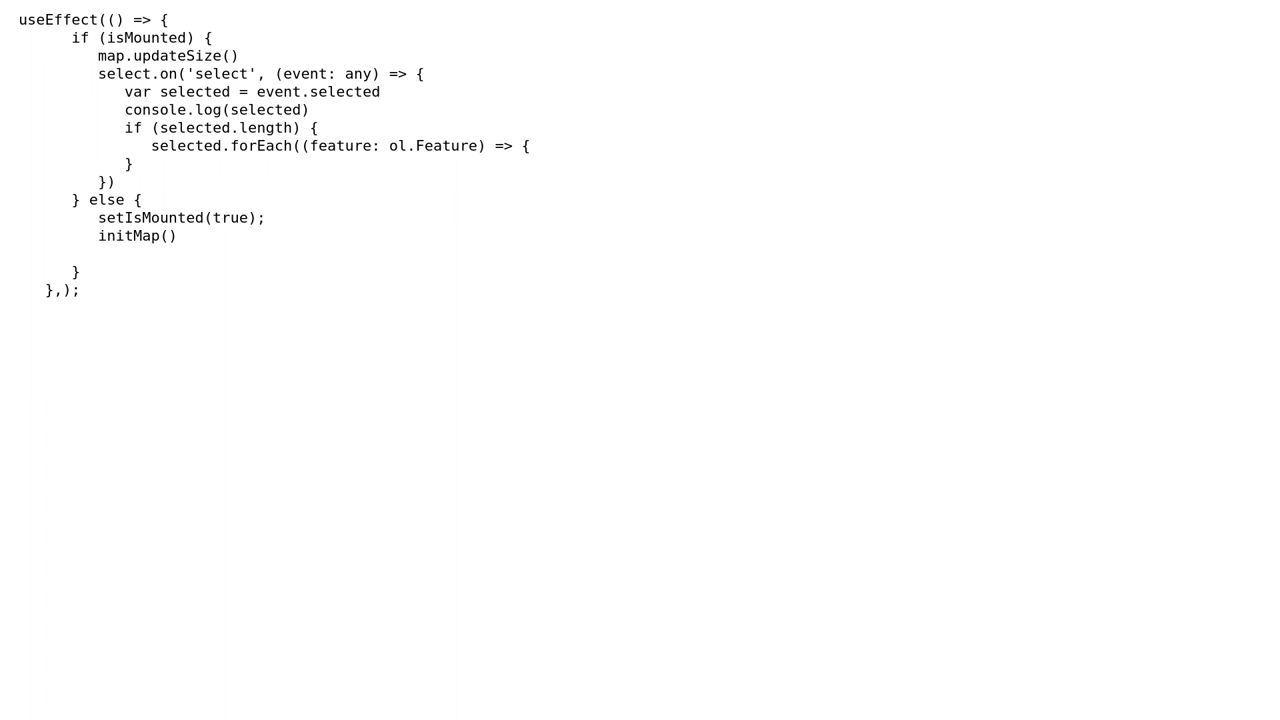 useEffect(() => {
      if (isMounted) {
         map.updateSize()
         select.on('select', (event: any) => {
            var selected = event.selected
            console.log(selected)
            if (selected.length) {
               selected.forEach((feature: ol.Feature) => {
            }
         })
      } else {
         setIsMounted(true);
         initMap()

      }
   },);